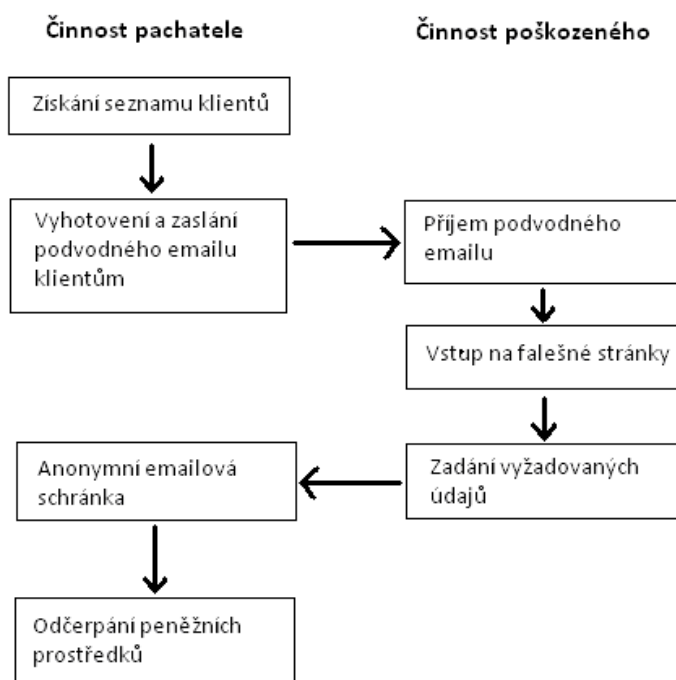 Činnost pachatele
Činnost poškozeného
Získání seznamu klientů
Vyhotovení a zaslání
podvodného emailu
klientům
Příjem podvodného
emailu
Vstup na falešné stránky
Zadání vyžadovaných
údajů
Anonymní emailová
schránka
Odčerpání peněžních
prostředků